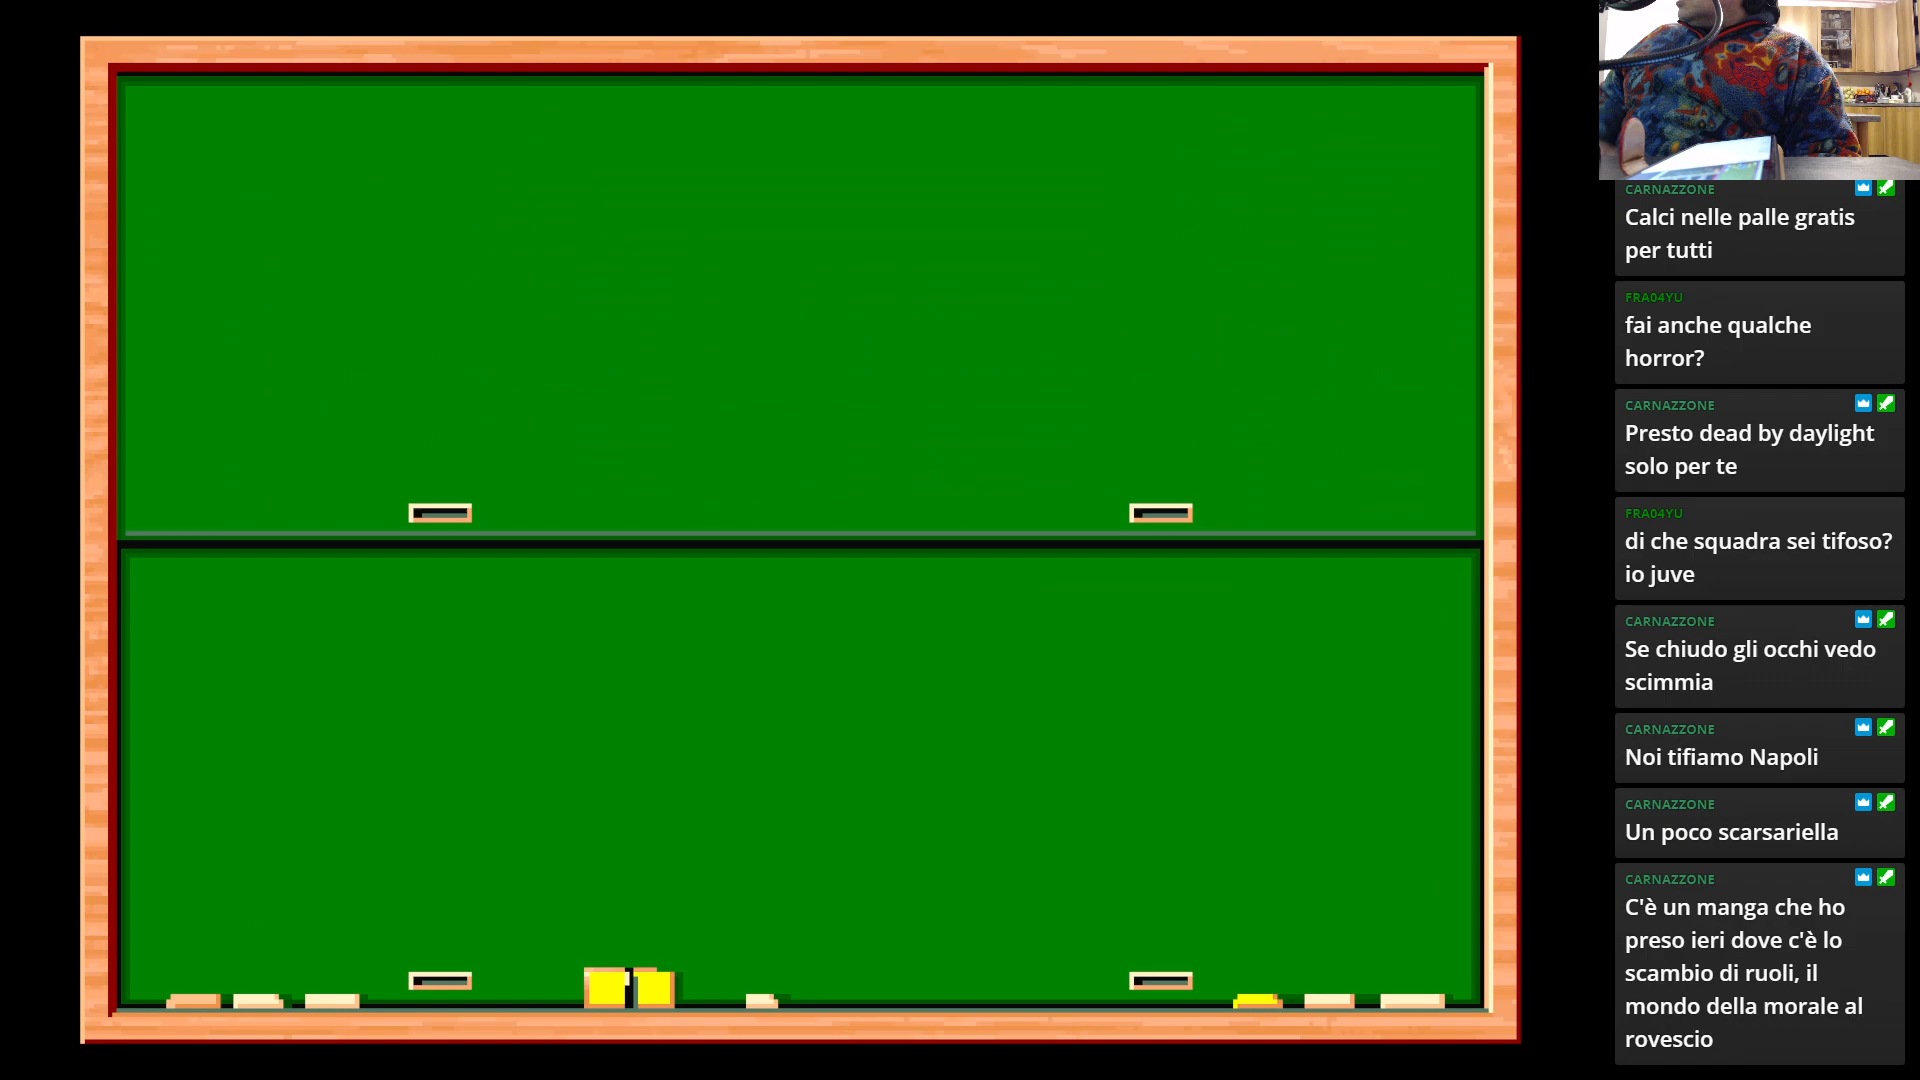 CARNAZZONE
Calci nelle palle gratis
per tutti
FRA04YU
fai anche qualche
horror?
CARNAZZONE
Presto dead by daylight
solo per te
FRA04YU
di che squadra sei tifoso?
io juve
CARNAZZONE
Se chiudo gli occhi vedo
scimmia
CARNAZZONE
Noi tifiamo Napoli
CARNAZZONE
Un poco scarsariella
CARNAZZONE
C'è un manga che ho
preso ieri dove c'è lo
scambio di ruoli, il
mondo della morale al
rovescio